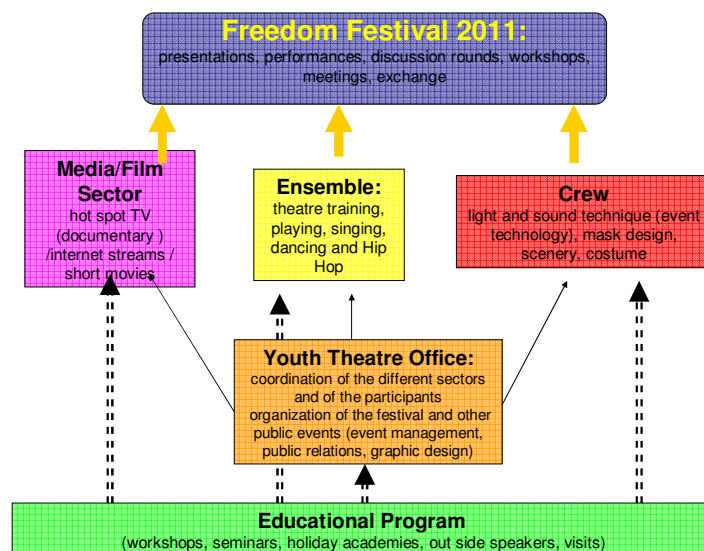 Freedom Festival 2011:
presentations, performances, discussion rounds, workshops,
meetings, exchange
Media/Film
Sector
hot spot TV
(documentary )
/internet streams /
short movies
Ensemble:
theatre training,
playing, singing,
dancing and Hip
Hop
Crew
light and sound technique (event
technology), mask design,
scenery, costume
Youth Theatre Office:
coordination of the different sectors
and of the participants
organization of the festival and other
public events (event management,
public relations, graphic design)
Educational Program
(workshops, seminars, holiday academies, out side speakers, visits)